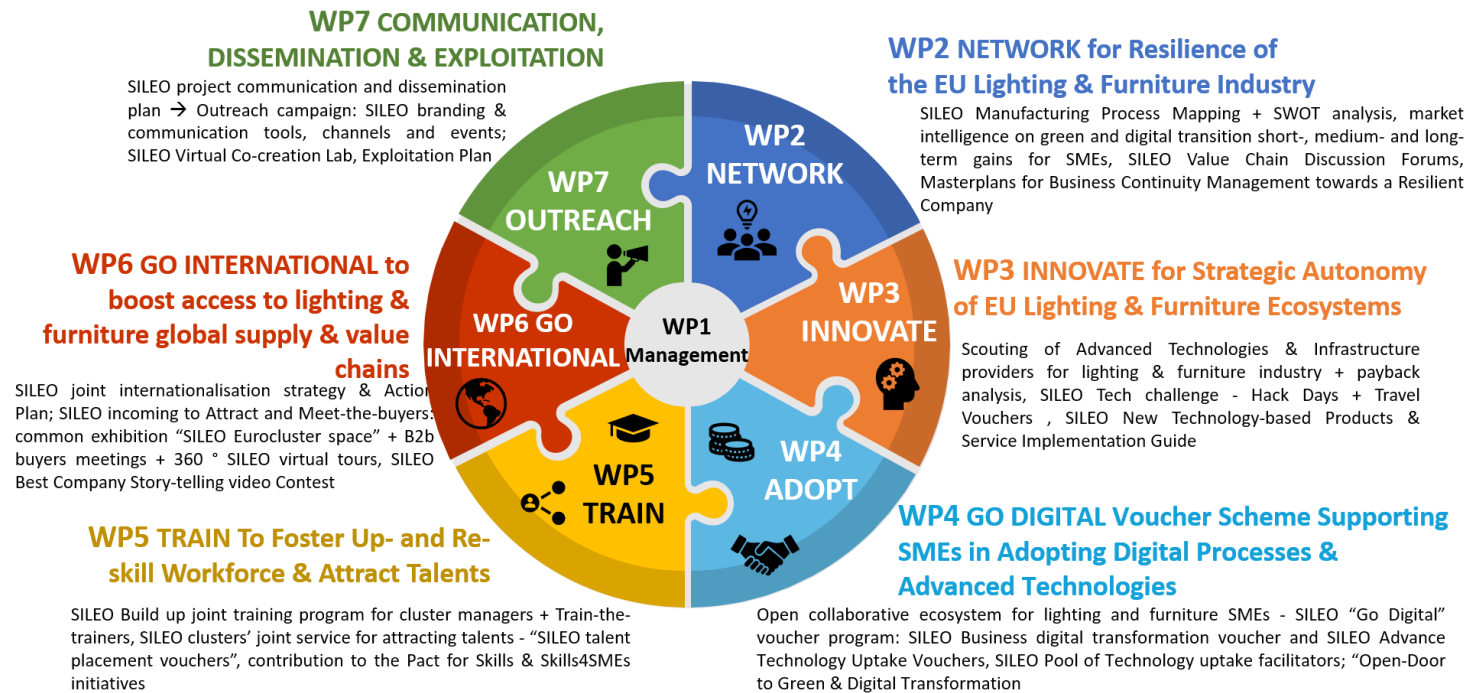 WP7 COMMUNICATION,
DISSEMINATION & EXPLOITATION
SILEO project communication and dissemination
plan → Outreach campaign: SILEO branding &
communication tools, channels and events;
SILEO Virtual Co-creation Lab, Exploitation Plan
WP2 NETWORK for Resilience of
the EU Lighting & Furniture Industry
SILEO Manufacturing Process Mapping + SWOT analysis, market
intelligence on green and digital transition short-, medium- and long-
term gains for SMEs, SILEO Value Chain Discussion Forums,
Masterplans for Business Continuity Management towards a Resilient
Company
WP7
OUTREACH
WP2
NETWORK
WP6 GO INTERNATIONAL to
boost access to lighting &
furniture global supply & value
chains
SILEO joint internationalisation strategy & Action
Plan; SILEO incoming to Attract and Meet-the-buyers:
common exhibition “SILEO Eurocluster space” + B2b
buyers meetings + 360 ° SILEO virtual tours, SILEO
Best Company Story-telling video Contest
WP6 GO
INTERNATIONAL
WP1
Management
WP3
INNOVATE
WP3 INNOVATE for Strategic Autonomy
of EU Lighting & Furniture Ecosystems
Scouting of Advanced Technologies & Infrastructure
providers for lighting & furniture industry + payback
analysis, SILEO Tech challenge - Hack Days + Travel
Vouchers , SILEO New Technology-based Products &
Service Implementation Guide
WP5
TRAIN
WP4
ADOPT
WP5 TRAIN To Foster Up- and Re-
skill Workforce & Attract Talents
SILEO Build up joint training program for cluster managers + Train-the-
trainers, SILEO clusters’ joint service for attracting talents - “SILEO talent
placement vouchers”, contribution to the Pact for Skills & Skills4SMEs
initiatives
WP4 GO DIGITAL Voucher Scheme Supporting
SMEs in Adopting Digital Processes &
Advanced Technologies
Open collaborative ecosystem for lighting and furniture SMEs - SILEO “Go Digital”
voucher program: SILEO Business digital transformation voucher and SILEO Advance
Technology Uptake Vouchers, SILEO Pool of Technology uptake facilitators; “Open-Door
to Green & Digital Transformation